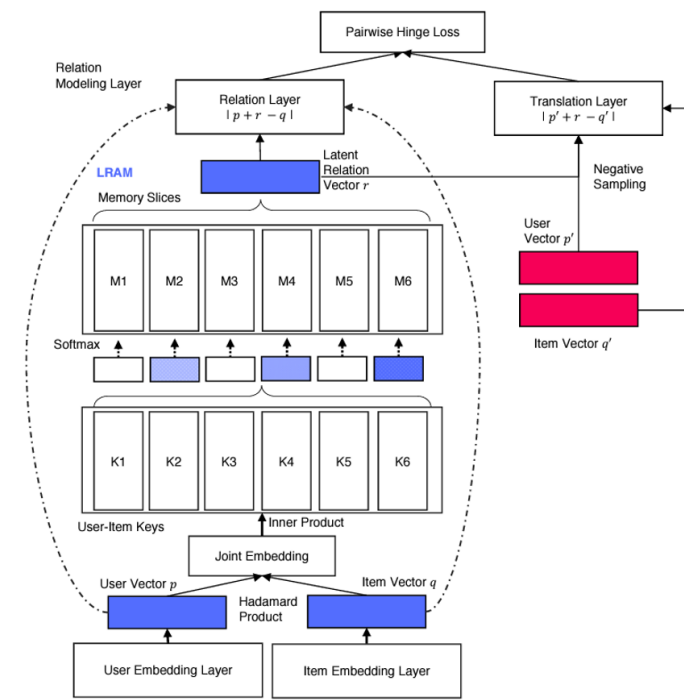 Pairwise Hinge Loss
Relation
Modeling Layer
Relation Layer
| p + r − q |
Translation Layer
| p′ + r − q′ |
LRAM
Latent
Relation
Vector r
Negative
Sampling
Memory Slices
User
Vector p′
M1 M2 M3 M4 M5 M6
Item Vector q′
Softmax
K1 K2 K3 K4 K5 K6
User-Item Keys
Inner Product
Joint Embedding
User Vector p
Hadamard
Product
Item Vector q
User Embedding Layer
Item Embedding Layer